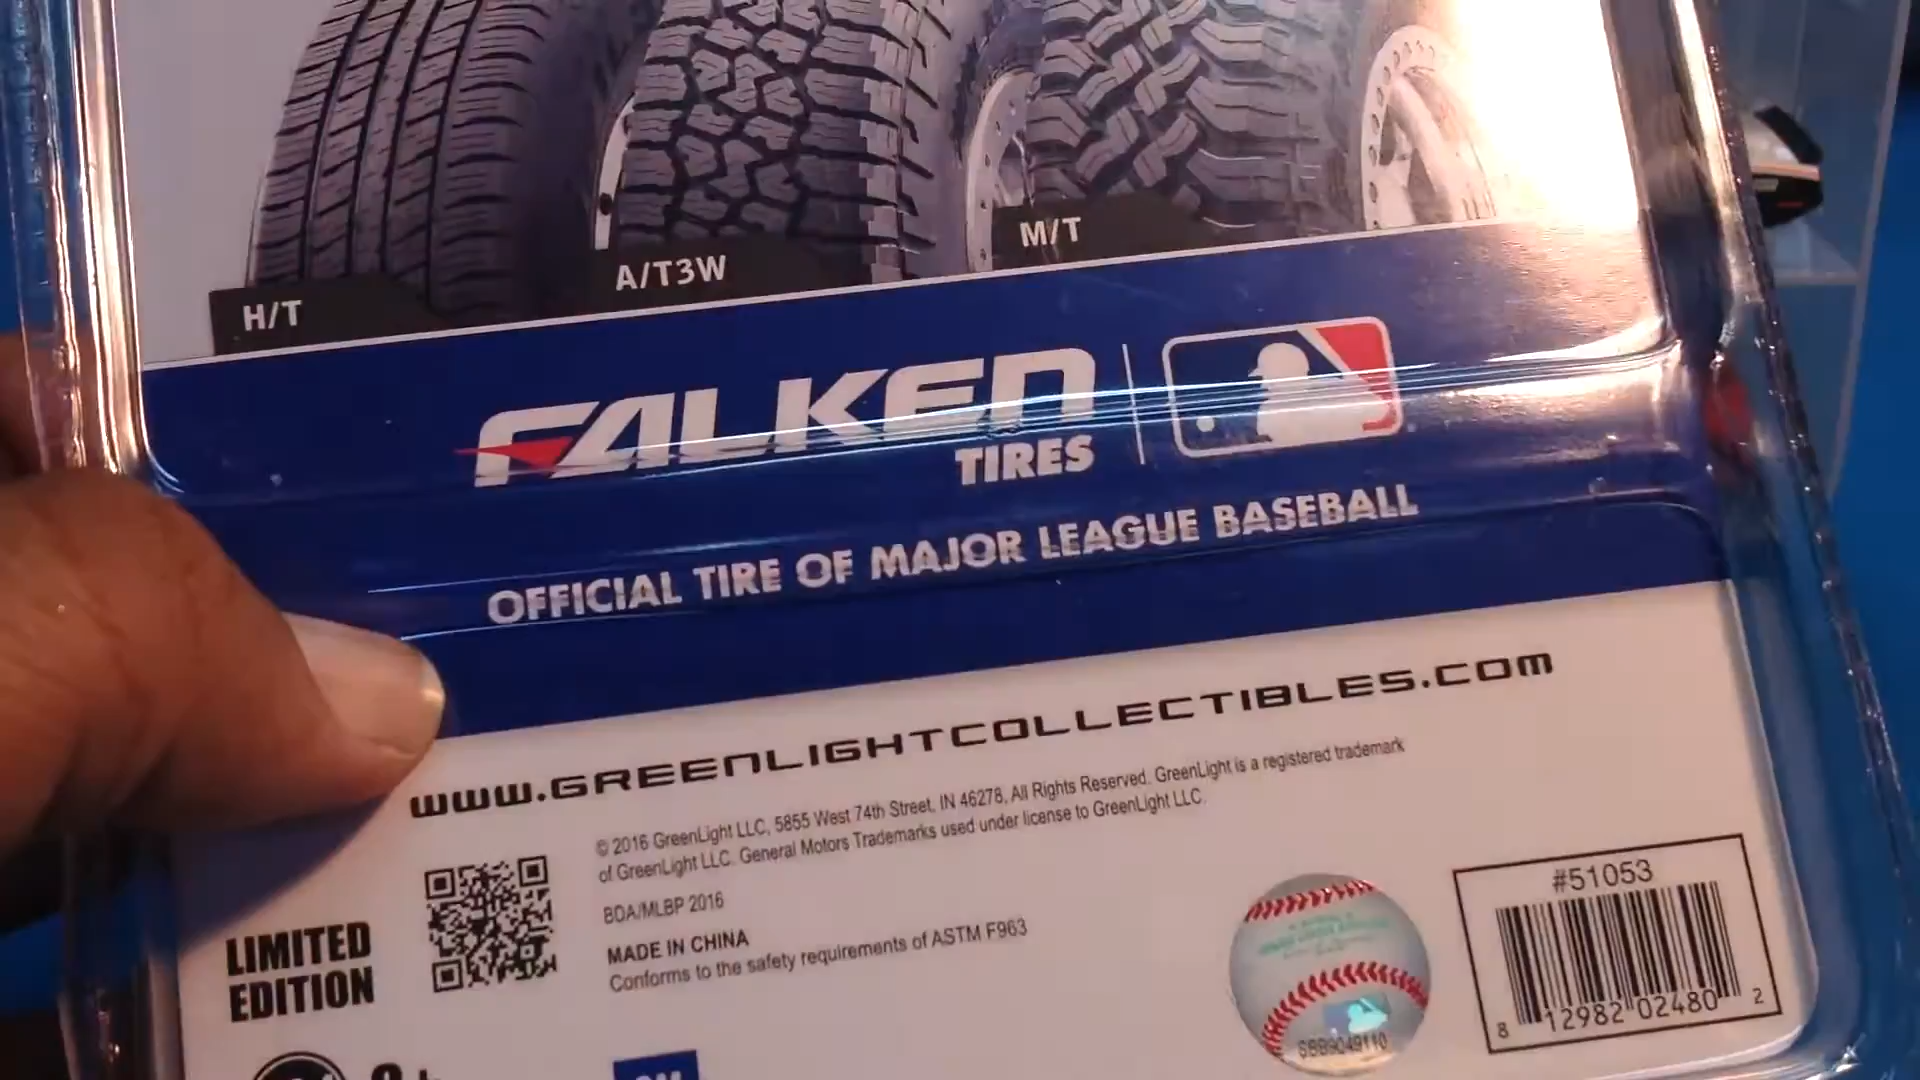 H/T
A/T3W
M/T
FALKEN
TIRES
OFFICIAL TIRE OF MAJOR LEAGUE BASEBALL
WWW.GREENLIGHTCOLLECTIBLES.COM
© 2016 GreenLight LLC, 5855 West 74th Street, IN 46278, All Rights Reserved. GreenLight is a registered trademark
of GreenLight LLC. General Motors Trademarks used under license to GreenLight LLC.
BDA/MLBP 2016
MADE IN CHINA
Conforms to the safety requirements of ASTM F963
LIMITED
EDITION
#51053
8 12982 02480 2